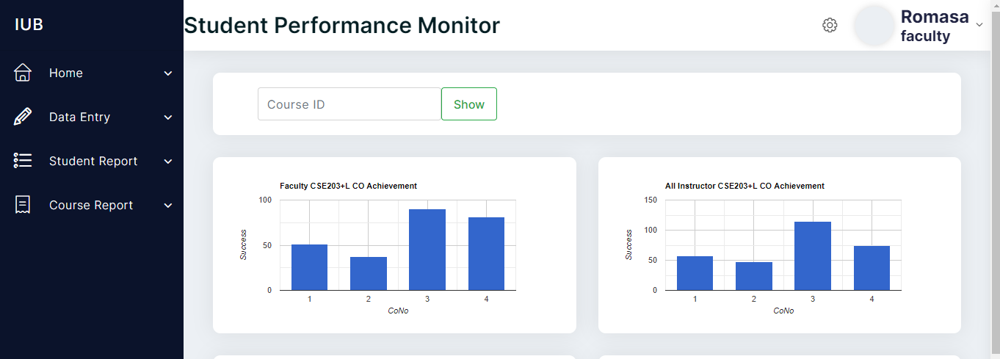 IUB
Student Performance Monitor
Romasa
faculty
Home
Data Entry
Student Report
Course Report
Course ID
Show
Faculty CSE203+L CO Achievement
100
50
0
Success
1 2 3 4
CoNo
All Instructor CSE203+L CO Achievement
150
100
50
0
Success
1 2 3 4
CoNo